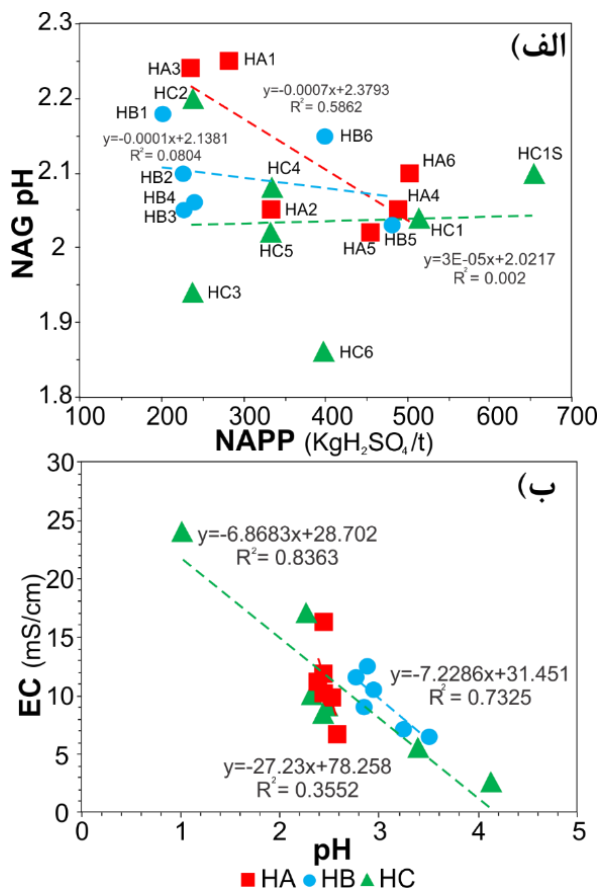 الف)
2.3
2.2
2.1
2
1.9
1.8
NAG pH
HA3
HA1
HC2
y=-0.0007x+2.3793
R²= 0.5862
HB1
HB6
y=-0.0001x+2.1381
R²= 0.0804
HB2
HC4
HA6
HC1S
HB4
HB3
HA2
HA4
HC5
HA5
HB5
HC1
y=3E-05x+2.0217
R²= 0.002
HC3
HC6
100 200 300 400 500 600 700
NAPP (KgH₂SO₄/t)
ب)
30
25
20
15
10
5
0
EC (mS/cm)
y=-6.8683x+28.702
R²= 0.8363
y=-7.2286x+31.451
R²= 0.7325
y=-27.23x+78.258
R²= 0.3552
0 1 2 3 4 5
pH
HA HB HC